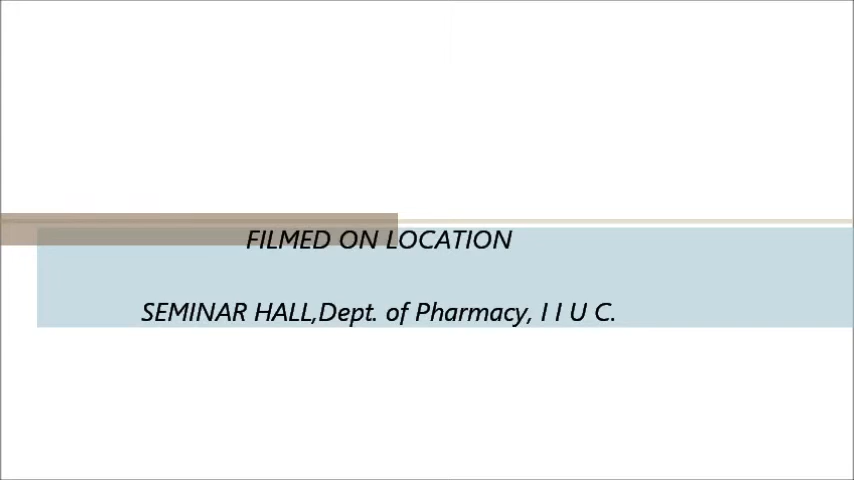 FILMED ON LOCATION
SEMINAR HALL,Dept. of Pharmacy, I I U C.